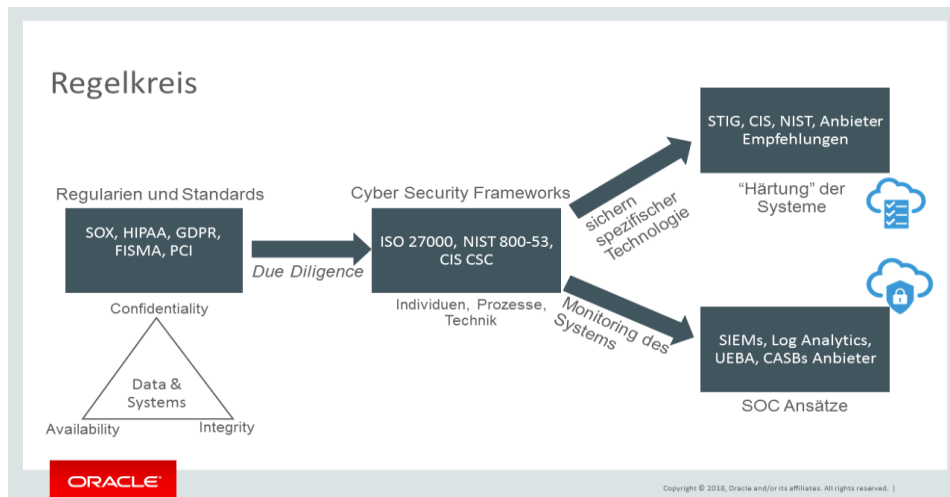 Regelkreis
Regularien und Standards
SOX, HIPAA, GDPR,
FISMA, PCI
Confidentiality
Data &
Systems
Availability
Integrity
Due Diligence
Cyber Security Frameworks
ISO 27000, NIST 800-53,
CIS CSC
Individuen, Prozesse,
Technik
sichern
spezifischer
Technologie
Monitoring des
Systems
STIG, CIS, NIST, Anbieter
Empfehlungen
“Härtung” der
Systeme
SIEMs, Log Analytics,
UEBA, CASBs Anbieter
SOC Ansätze
ORACLE®
Copyright © 2018, Oracle and/or its affiliates. All rights reserved. |